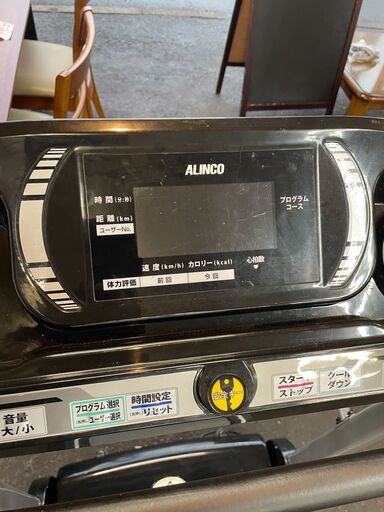 ALINCO
時間(分:秒)
距離(km)
ユーザーNo.
プログラム
コース
速度(km/h) カロリー(kcal)
心拍数
♥
体力評価 前回 今回
音量
大/小
プログラム選択
ユーザー選択
時間設定
リセット
スタート
ストップ
クール
ダウン